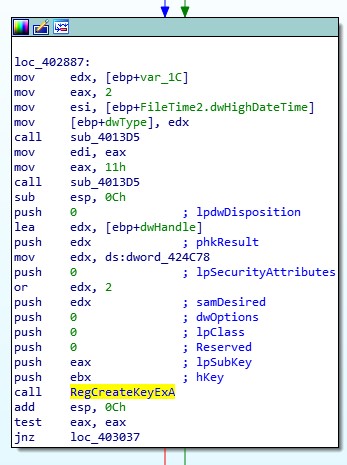 loc_402887:
mov     edx, [ebp+var_1C]
mov     eax, 2
mov     esi, [ebp+FileTime2.dwHighDateTime]
mov     [ebp+dwType], edx
call    sub_4013D5
mov     edi, eax
mov     eax, 11h
call    sub_4013D5
sub     esp, 0Ch
push    0               ; lpdwDisposition
lea     edx, [ebp+dwHandle]
push    edx             ; phkResult
mov     edx, ds:dword_424C78
push    0               ; lpSecurityAttributes
or      edx, 2
push    edx             ; samDesired
push    0               ; dwOptions
push    0               ; lpClass
push    0               ; Reserved
push    eax             ; lpSubKey
push    ebx             ; hKey
call    RegCreateKeyExA
add     esp, 0Ch
test    eax, eax
jnz     loc_403037